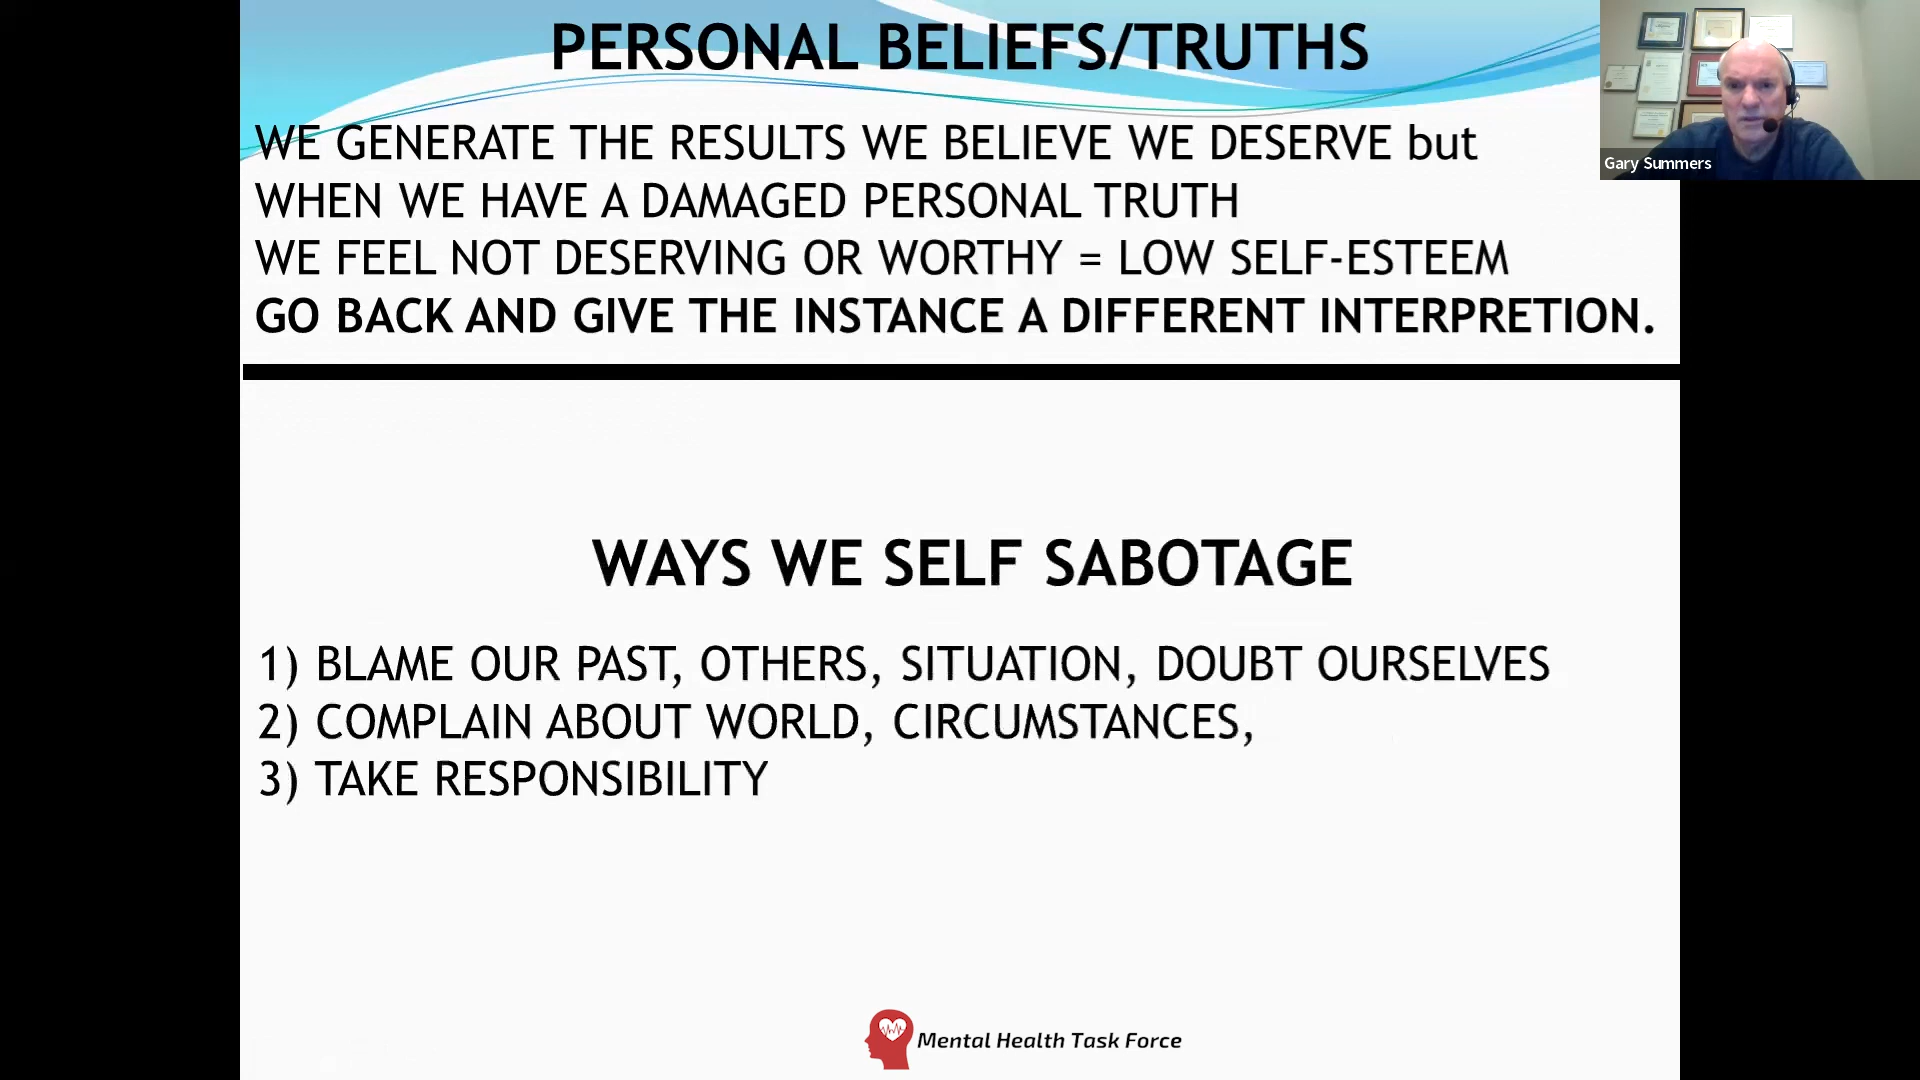 PERSONAL BELIEFS/TRUTHS
WE GENERATE THE RESULTS WE BELIEVE WE DESERVE but
WHEN WE HAVE A DAMAGED PERSONAL TRUTH
WE FEEL NOT DESERVING OR WORTHY = LOW SELF-ESTEEM
GO BACK AND GIVE THE INSTANCE A DIFFERENT INTERPRETION.
Gary Summers
WAYS WE SELF SABOTAGE
1) BLAME OUR PAST, OTHERS, SITUATION, DOUBT OURSELVES
2) COMPLAIN ABOUT WORLD, CIRCUMSTANCES,
3) TAKE RESPONSIBILITY
Mental Health Task Force